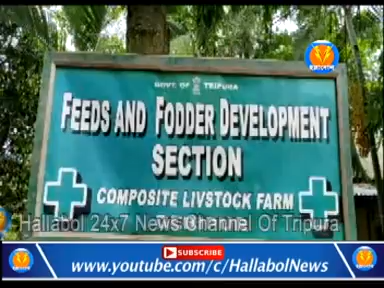 GOVT. OF TRIPURA
FEEDS AND FODDER DEVELOPMENT
SECTION
COMPOSITE LIVSTOCK FARM
Hallabol 24x7 News Channel Of Tripura
SUBSCRIBE
www.youtube.com/c/HallabolNews